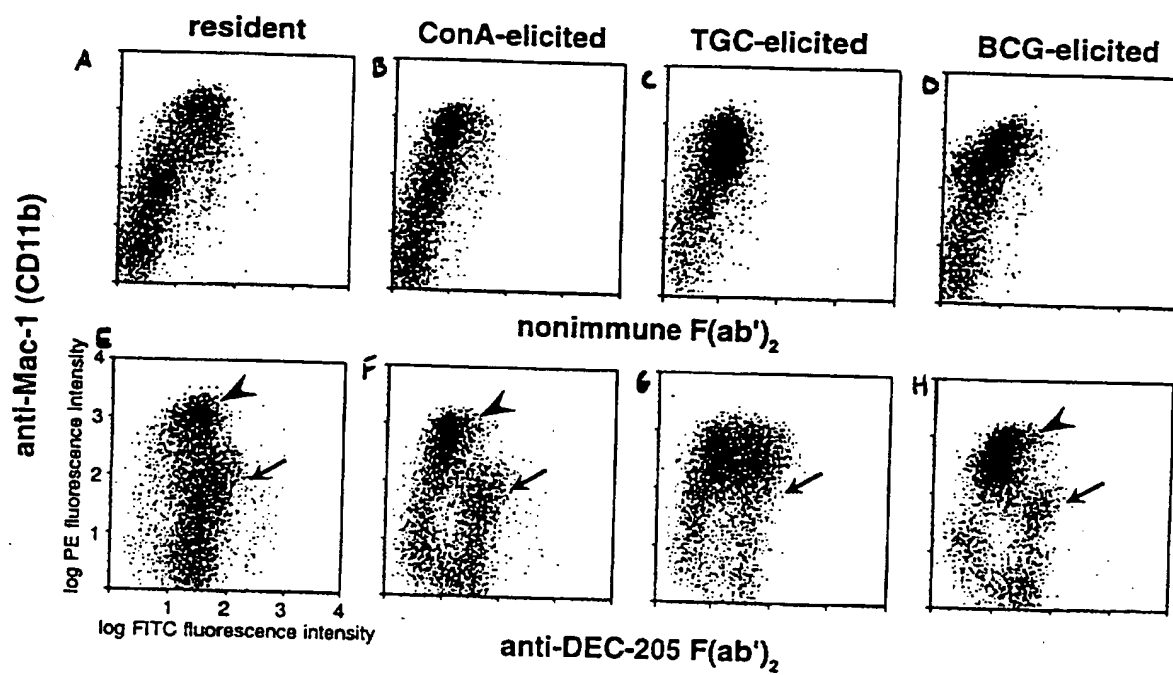 resident ConA-elicited TGC-elicited BCG-elicited
A B C D
anti-Mac-1 (CD11b)
nonimmune F(ab')2
E F G H
log PE fluorescence intensity
4
3
2
1
1 2 3 4
log FITC fluorescence intensity
anti-DEC-205 F(ab')2